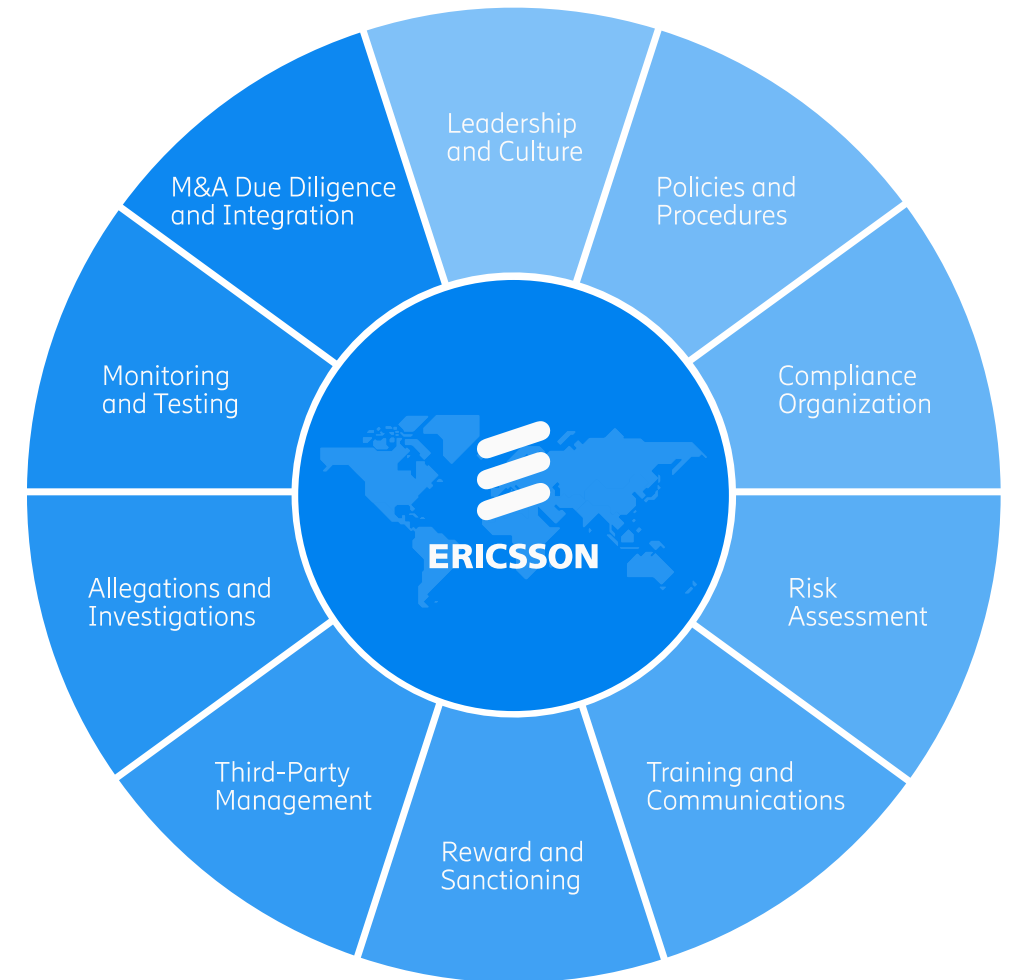 Leadership
and Culture
Policies and
Procedures
Compliance
Organization
Risk
Assessment
Training and
Communications
Reward and
Sanctioning
Third-Party
Management
Allegations and
Investigations
Monitoring
and Testing
M&A Due Diligence
and Integration
ERICSSON